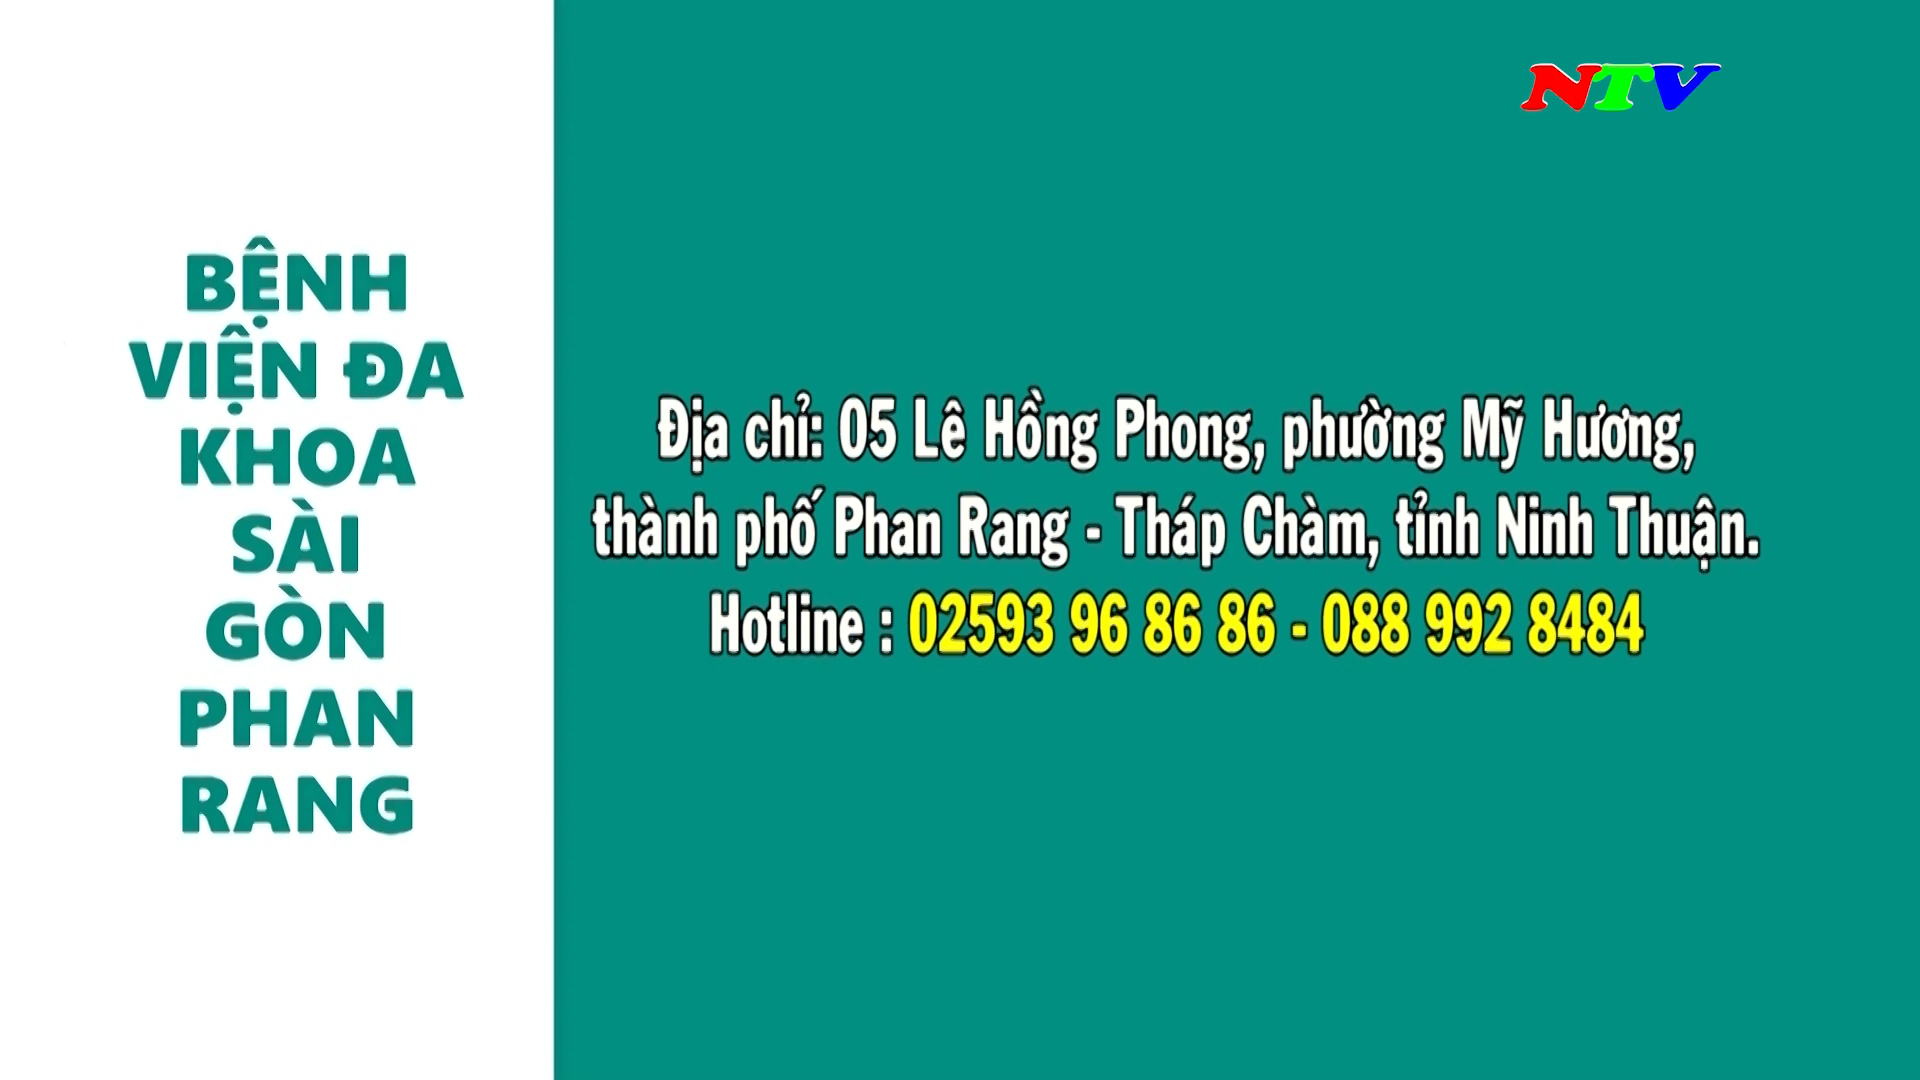 NTV
BỆNH
VIỆN ĐA
KHOA
SÀI
GÒN
PHAN
RANG
Địa chỉ: 05 Lê Hồng Phong, phường Mỹ Hương,
thành phố Phan Rang - Tháp Chàm, tỉnh Ninh Thuận.
Hotline : 02593 96 86 86 - 088 992 8484